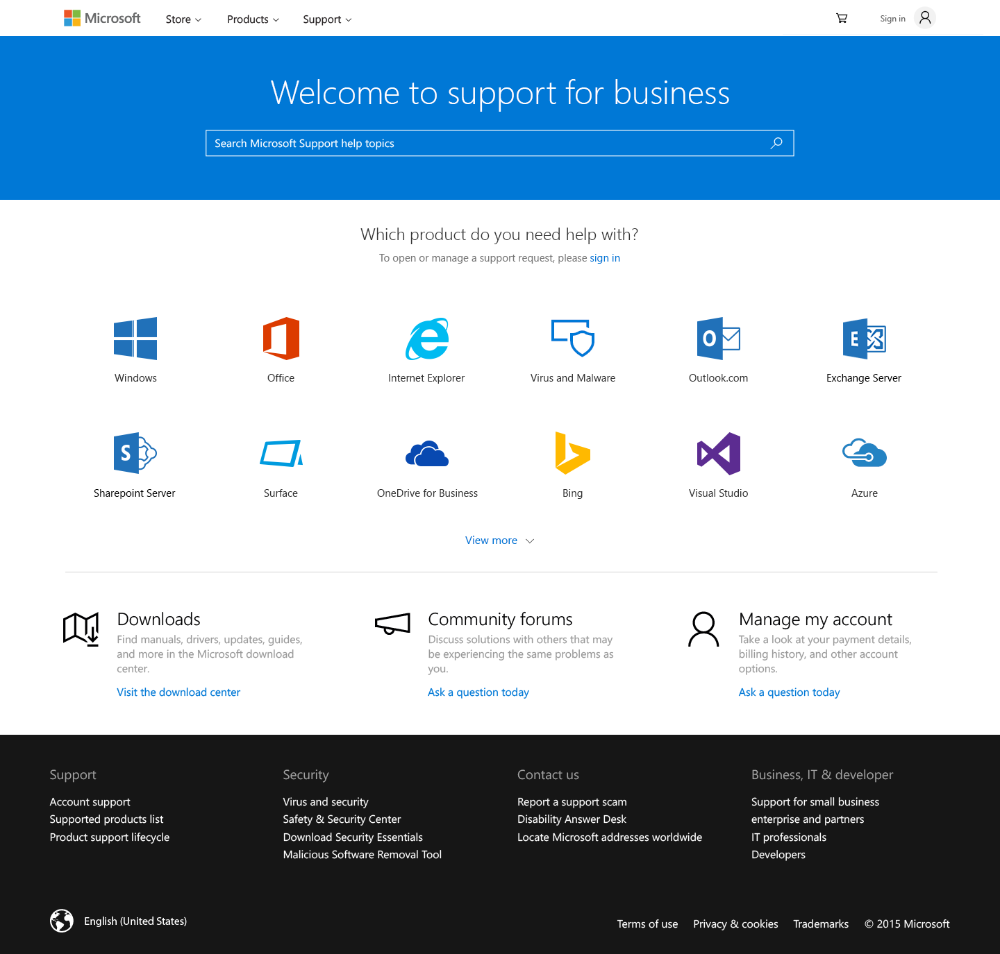 Microsoft Store Products Support Sign in
Welcome to support for business
Search Microsoft Support help topics
Which product do you need help with?
To open or manage a support request, please sign in
Windows Office Internet Explorer Virus and Malware Outlook.com Exchange Server
Sharepoint Server Surface OneDrive for Business Bing Visual Studio Azure
View more
Downloads
Find manuals, drivers, updates, guides,
and more in the Microsoft download
center.
Visit the download center
Community forums
Discuss solutions with others that may
be experiencing the same problems as
you.
Ask a question today
Manage my account
Take a look at your payment details,
billing history, and other account
options.
Ask a question today
Support
Account support
Supported products list
Product support lifecycle
Security
Virus and security
Safety & Security Center
Download Security Essentials
Malicious Software Removal Tool
Contact us
Report a support scam
Disability Answer Desk
Locate Microsoft addresses worldwide
Business, IT & developer
Support for small business
enterprise and partners
IT professionals
Developers
English (United States)
Terms of use Privacy & cookies Trademarks © 2015 Microsoft